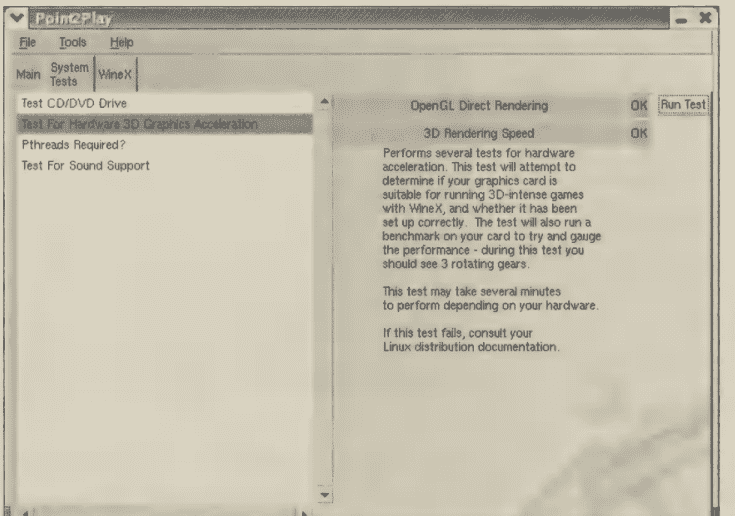 Point2Play
File Tools Help
Main System Tests WineX
Test CD/DVD Drive
Test For Hardware 3D Graphics Acceleration
Pthreads Required?
Test For Sound Support
OpenGL Direct Rendering OK Run Test
3D Rendering Speed OK
Performs several tests for hardware
acceleration. This test will attempt to
determine if your graphics card is
suitable for running 3D-intense games
with WineX, and whether it has been
set up correctly. The test will also run a
benchmark on your card to try and gauge
the performance - during this test you
should see 3 rotating gears.
This test may take several minutes
to perform depending on your hardware.
If this test fails, consult your
Linux distribution documentation.